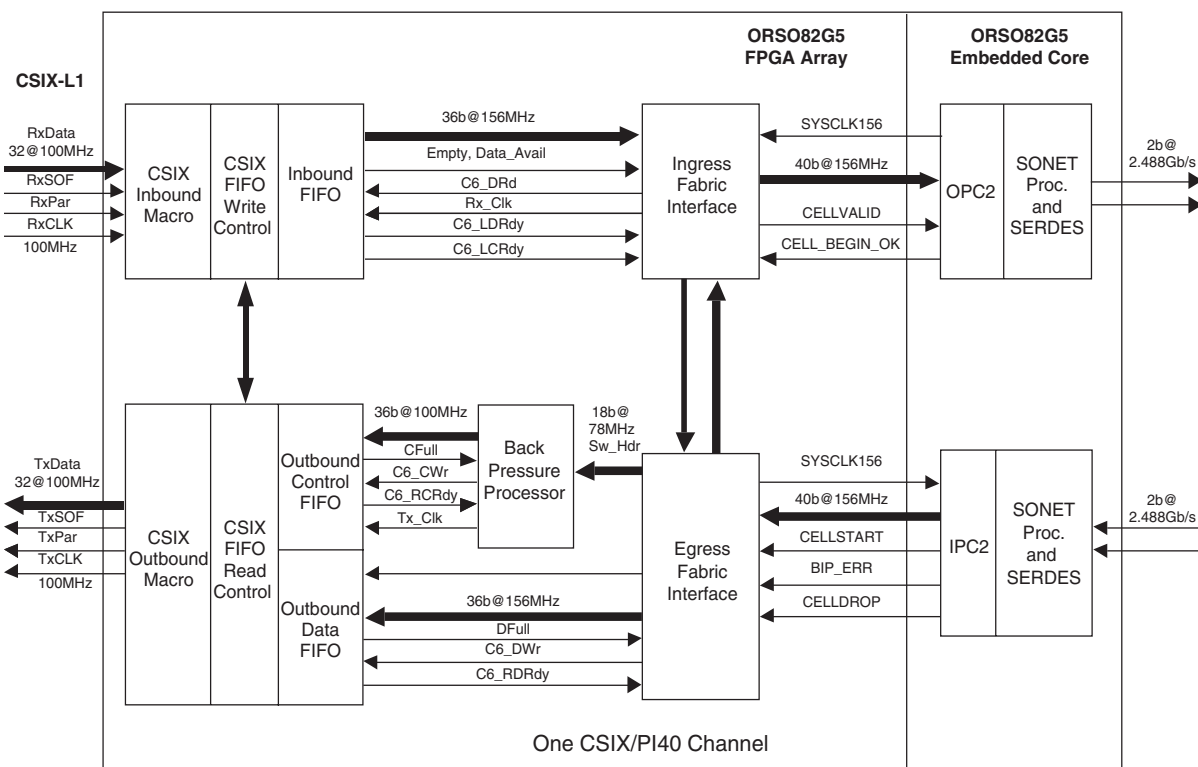 ORSO82G5
FPGA Array
ORSO82G5
Embedded Core
CSIX-L1
RxData
32@100MHz
RxSOF
RxPar
RxCLK
100MHz
CSIX
Inbound
Macro
CSIX
FIFO
Write
Control
Inbound
FIFO
36b@156MHz
Empty, Data_Avail
C6_DRd
Rx_Clk
C6_LDRdy
C6_LCRdy
Ingress
Fabric
Interface
SYSCLK156
40b@156MHz
CELLVALID
CELL_BEGIN_OK
OPC2
SONET
Proc.
and
SERDES
2b@
2.488Gb/s
TxData
32@100MHz
TxSOF
TxPar
TxCLK
100MHz
CSIX
Outbound
Macro
CSIX
FIFO
Read
Control
Outbound
Control
FIFO
Outbound
Data
FIFO
36b@100MHz
CFull
C6_CWr
C6_RCRdy
Tx_Clk
Back
Pressure
Processor
18b@
78MHz
Sw_Hdr
36b@156MHz
DFull
C6_DWr
C6_RDRdy
Egress
Fabric
Interface
SYSCLK156
40b@156MHz
CELLSTART
BIP_ERR
CELLDROP
IPC2
SONET
Proc.
and
SERDES
2b@
2.488Gb/s
One CSIX/PI40 Channel